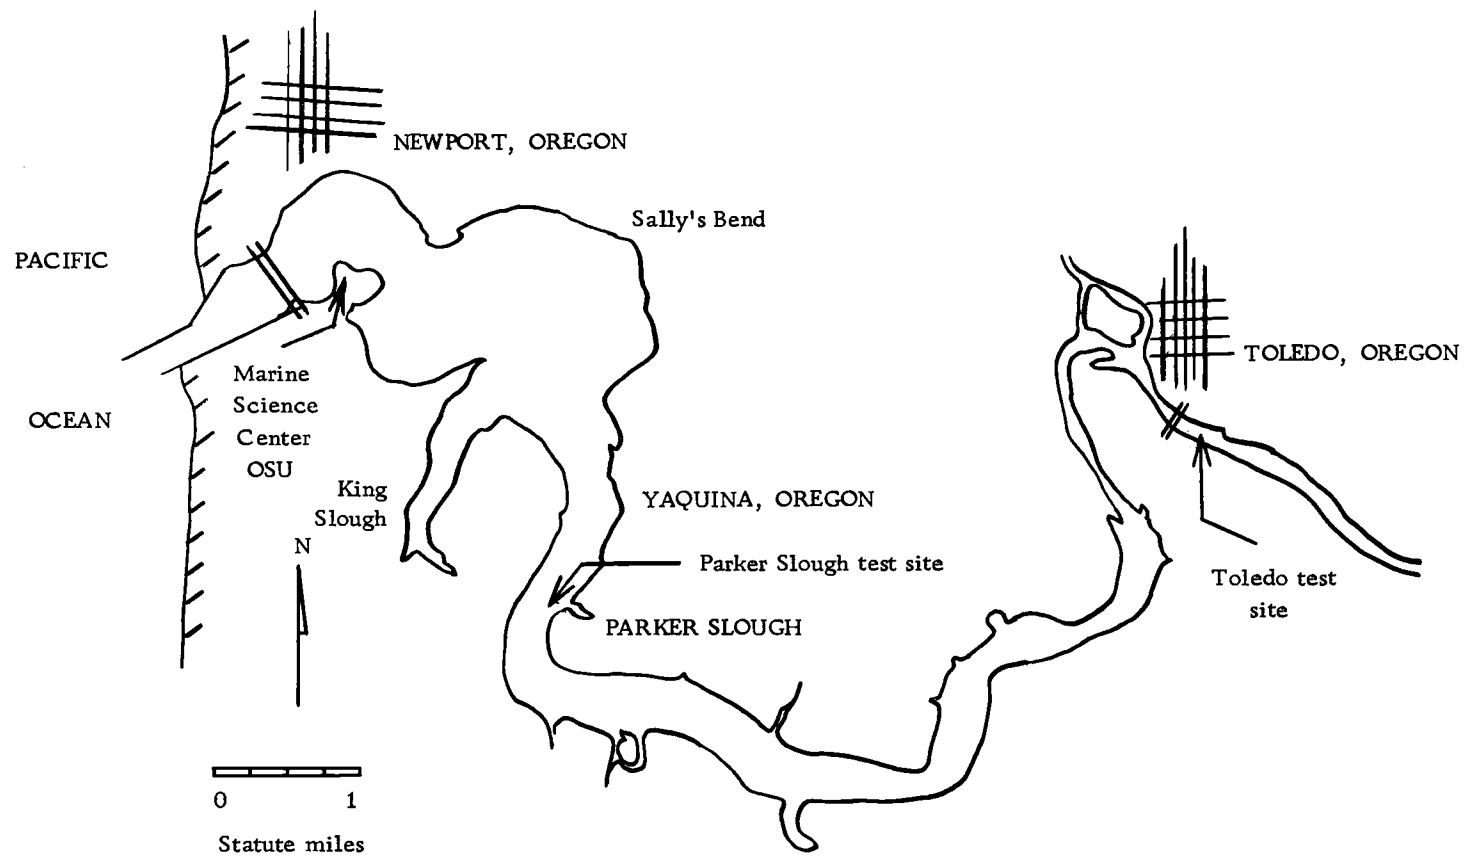 NEWPORT, OREGON
Sally's Bend
PACIFIC
OCEAN
TOLEDO, OREGON
Marine
Science
Center
OSU
King
Slough
YAQUINA, OREGON
N
Parker Slough test site
Toledo test
site
PARKER SLOUGH
0 1
Statute miles